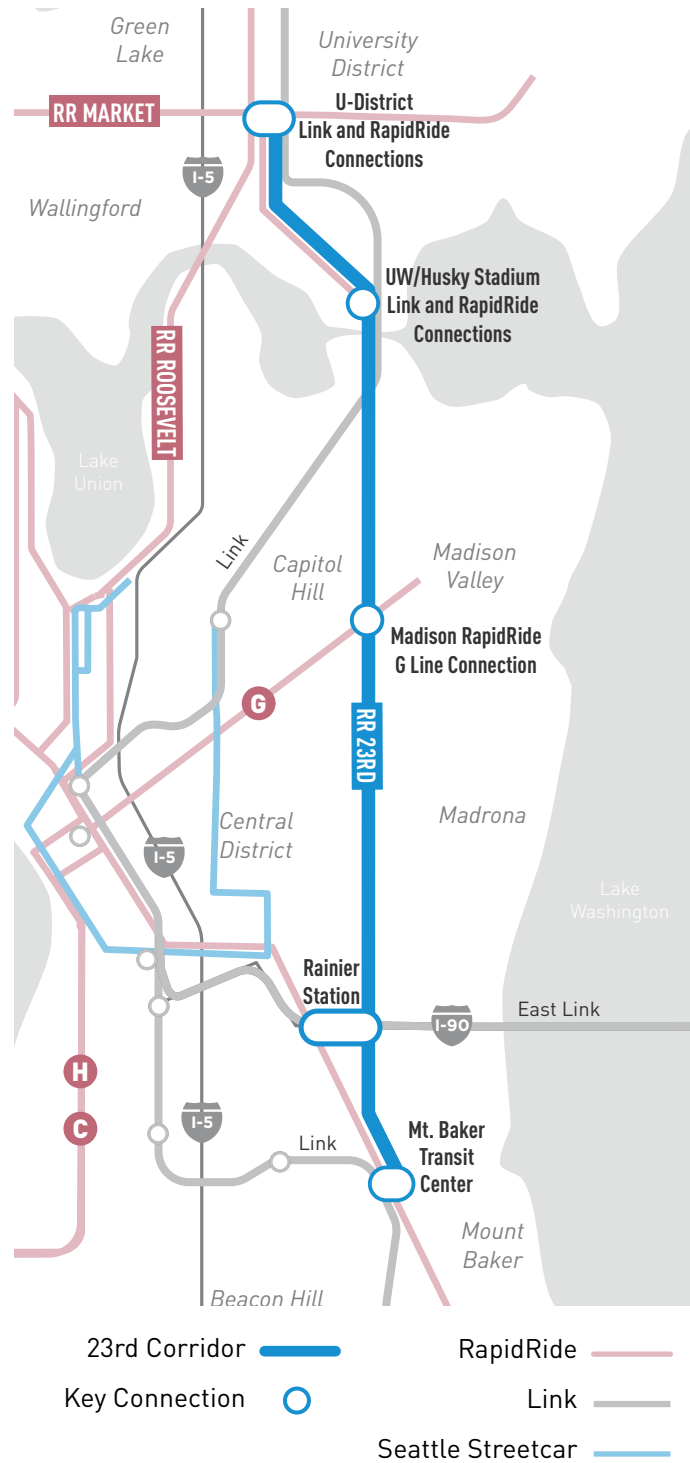 Green
Lake
University
District
RR MARKET
U-District
Link and RapidRide
Connections
I-5
Wallingford
UW/Husky Stadium
Link and RapidRide
Connections
RR ROOSEVELT
Lake
Union
Link
Capitol
Hill
Madison
Valley
Madison RapidRide
G Line Connection
G
RR 23RD
Central
District
Madrona
I-5
Lake
Washington
Rainier
Station
East Link
I-90
H
C
I-5
Link
Mt. Baker
Transit
Center
Mount
Baker
Beacon Hill
23rd Corridor
RapidRide
Key Connection
Link
Seattle Streetcar